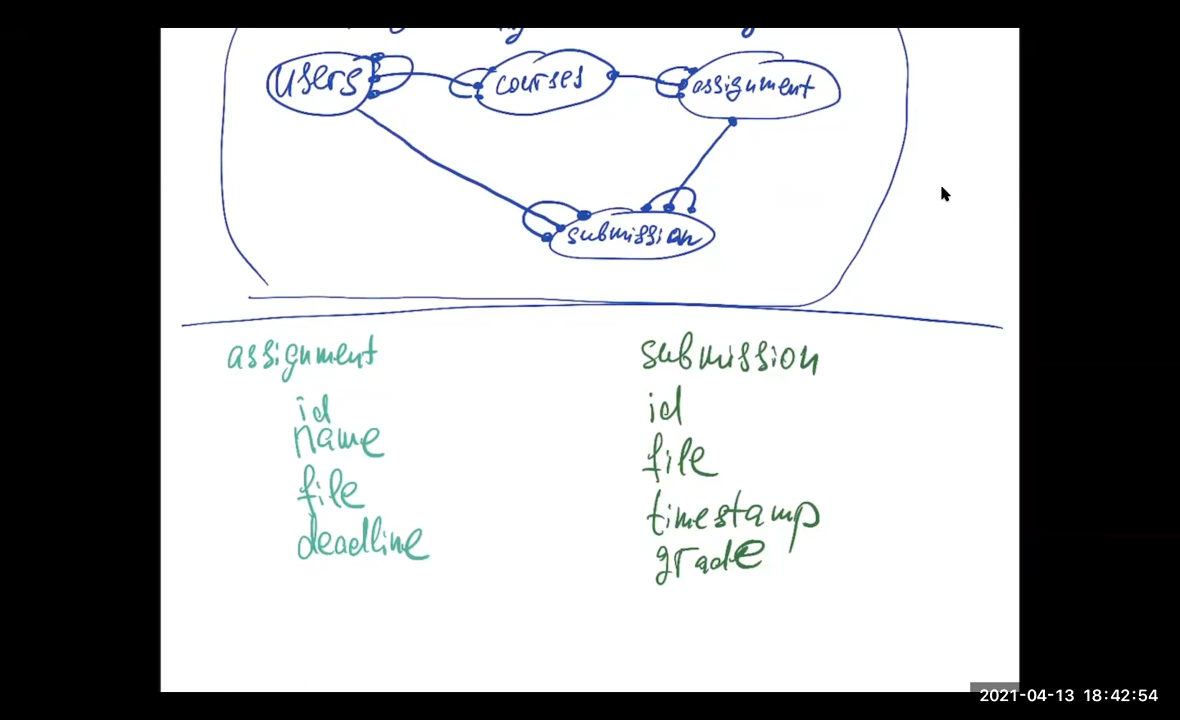 users courses assignment
submission
assignment submission
id id
name file
file timestamp
deadline grade
2021-04-13 18:42:54